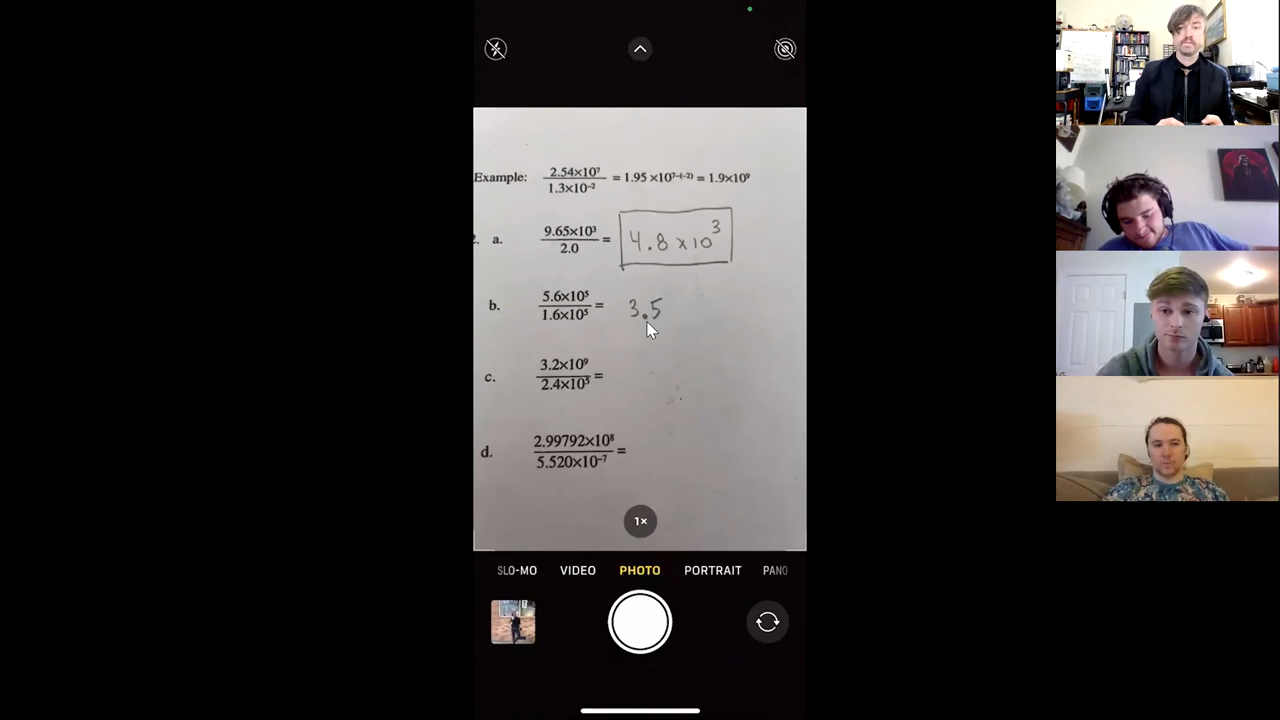 Example: 2.54×10⁷ / 1.3×10⁻² = 1.95 ×10⁷⁻⁽⁻²⁾ = 1.9×10⁹
. a. 9.65×10³ / 2.0 = 4.8 x 10³
b. 5.6×10⁵ / 1.6×10⁵ = 3.5
c. 3.2×10⁹ / 2.4×10⁵ =
d. 2.99792×10⁸ / 5.520×10⁻⁷ =
1×
SLO-MO VIDEO PHOTO PORTRAIT PANO